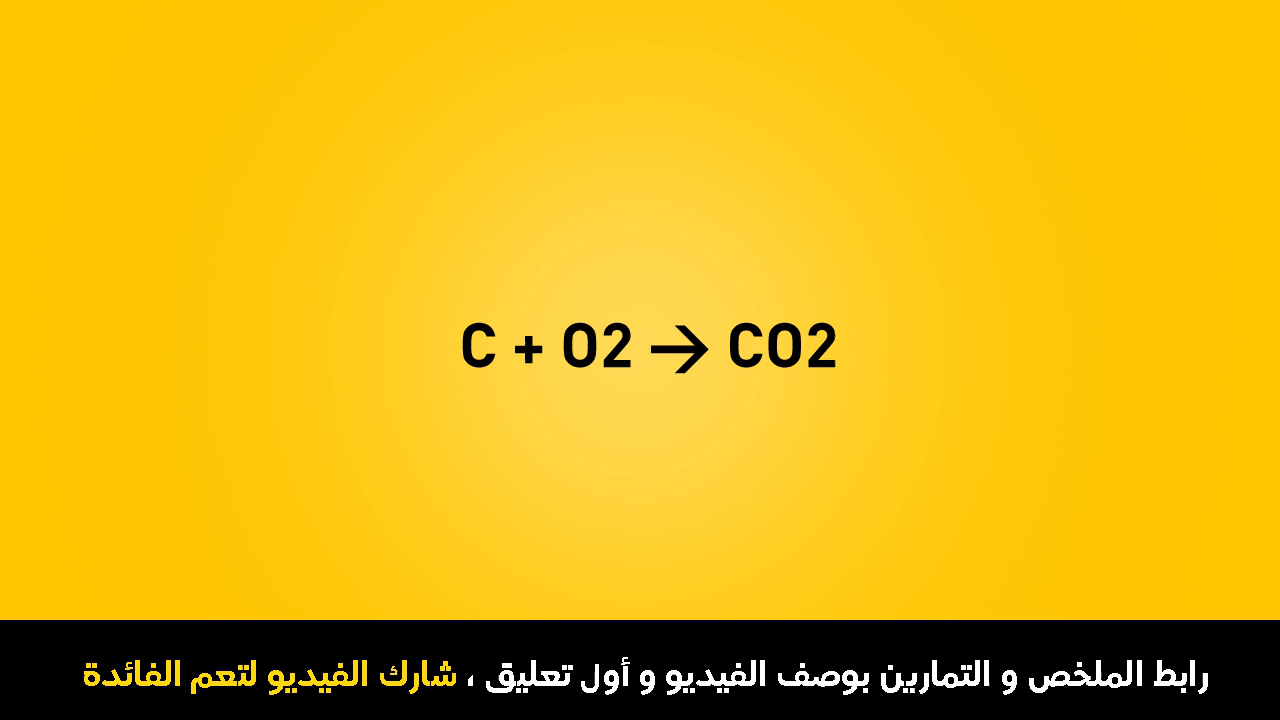 C + O2 → CO2
رابط الملخص و التمارين بوصف الفيديو و أول تعليق ، شارك الفيديو لتعم الفائدة